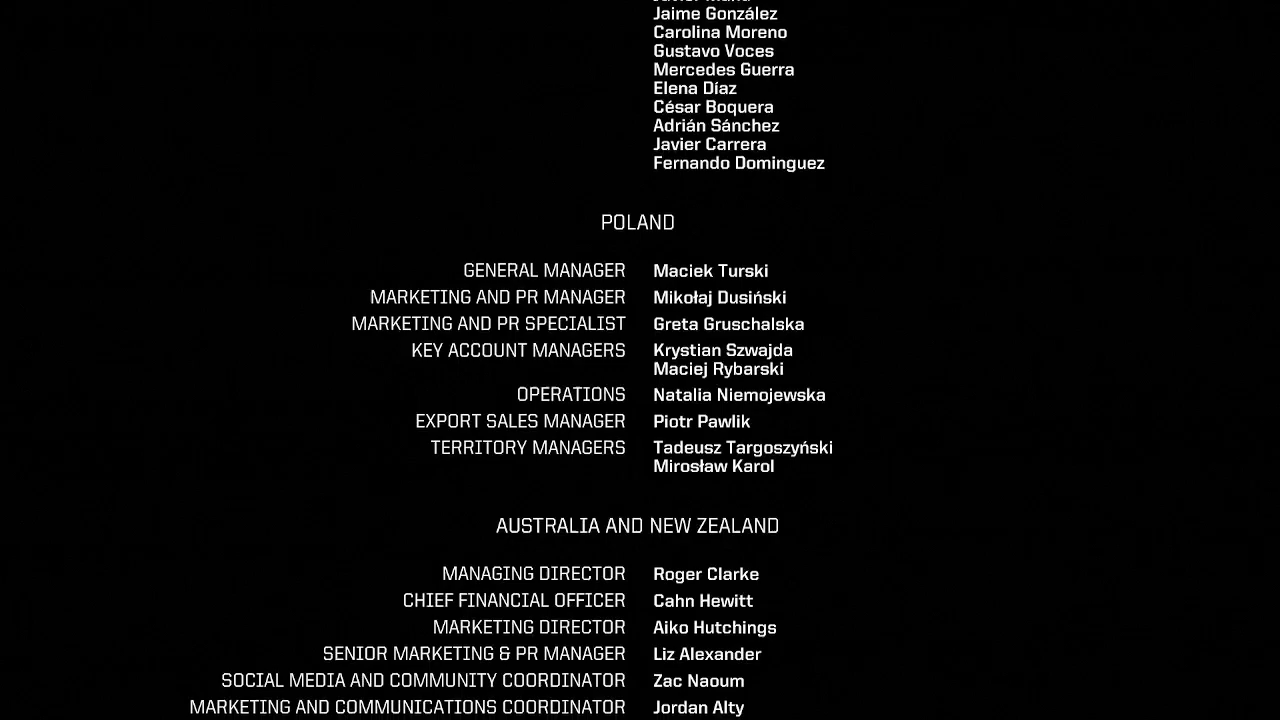 Jaime González
Carolina Moreno
Gustavo Voces
Mercedes Guerra
Elena Díaz
César Boquera
Adrián Sánchez
Javier Carrera
Fernando Dominguez
POLAND
GENERAL MANAGER Maciek Turski
MARKETING AND PR MANAGER Mikołaj Dusiński
MARKETING AND PR SPECIALIST Greta Gruschalska
KEY ACCOUNT MANAGERS Krystian Szwajda
Maciej Rybarski
OPERATIONS Natalia Niemojewska
EXPORT SALES MANAGER Piotr Pawlik
TERRITORY MANAGERS Tadeusz Targoszyński
Mirosław Karol
AUSTRALIA AND NEW ZEALAND
MANAGING DIRECTOR Roger Clarke
CHIEF FINANCIAL OFFICER Cahn Hewitt
MARKETING DIRECTOR Aiko Hutchings
SENIOR MARKETING & PR MANAGER Liz Alexander
SOCIAL MEDIA AND COMMUNITY COORDINATOR Zac Naoum
MARKETING AND COMMUNICATIONS COORDINATOR Jordan Alty